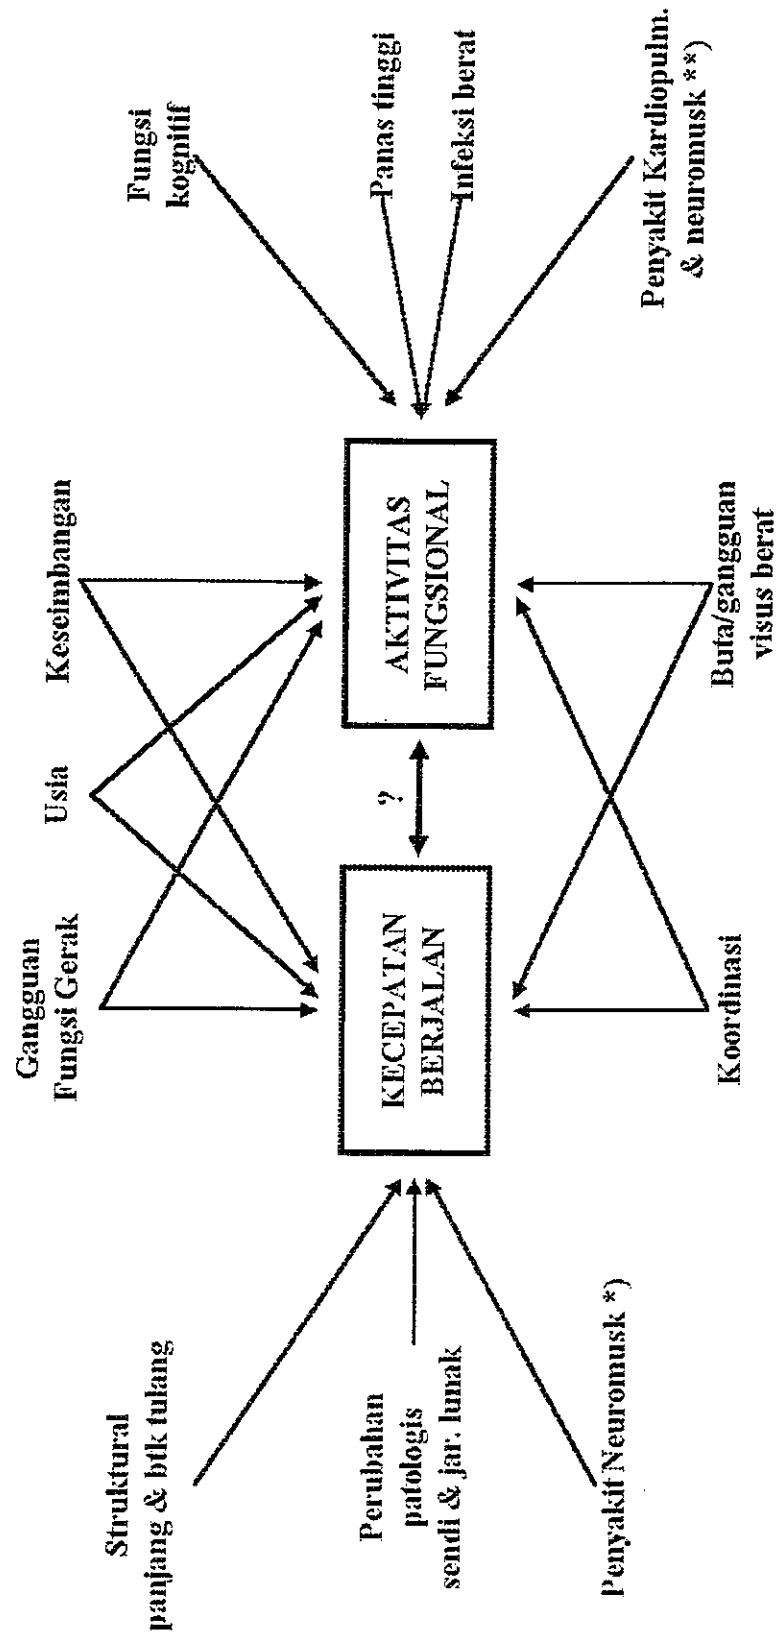 Gangguan
Fungsi Gerak
Usia
Keseimbangan
Fungsi
kognitif
Struktural
panjang & btk tulang
Perubahan
patologis
sendi & jar. lunak
Penyakit Neuromusk *)
KECEPATAN
BERJALAN
?
AKTIVITAS
FUNGSIONAL
Panas tinggi
Infeksi berat
Penyakit Kardiopulm.
& neuromusk **)
Koordinasi
Buta/gangguan
visus berat